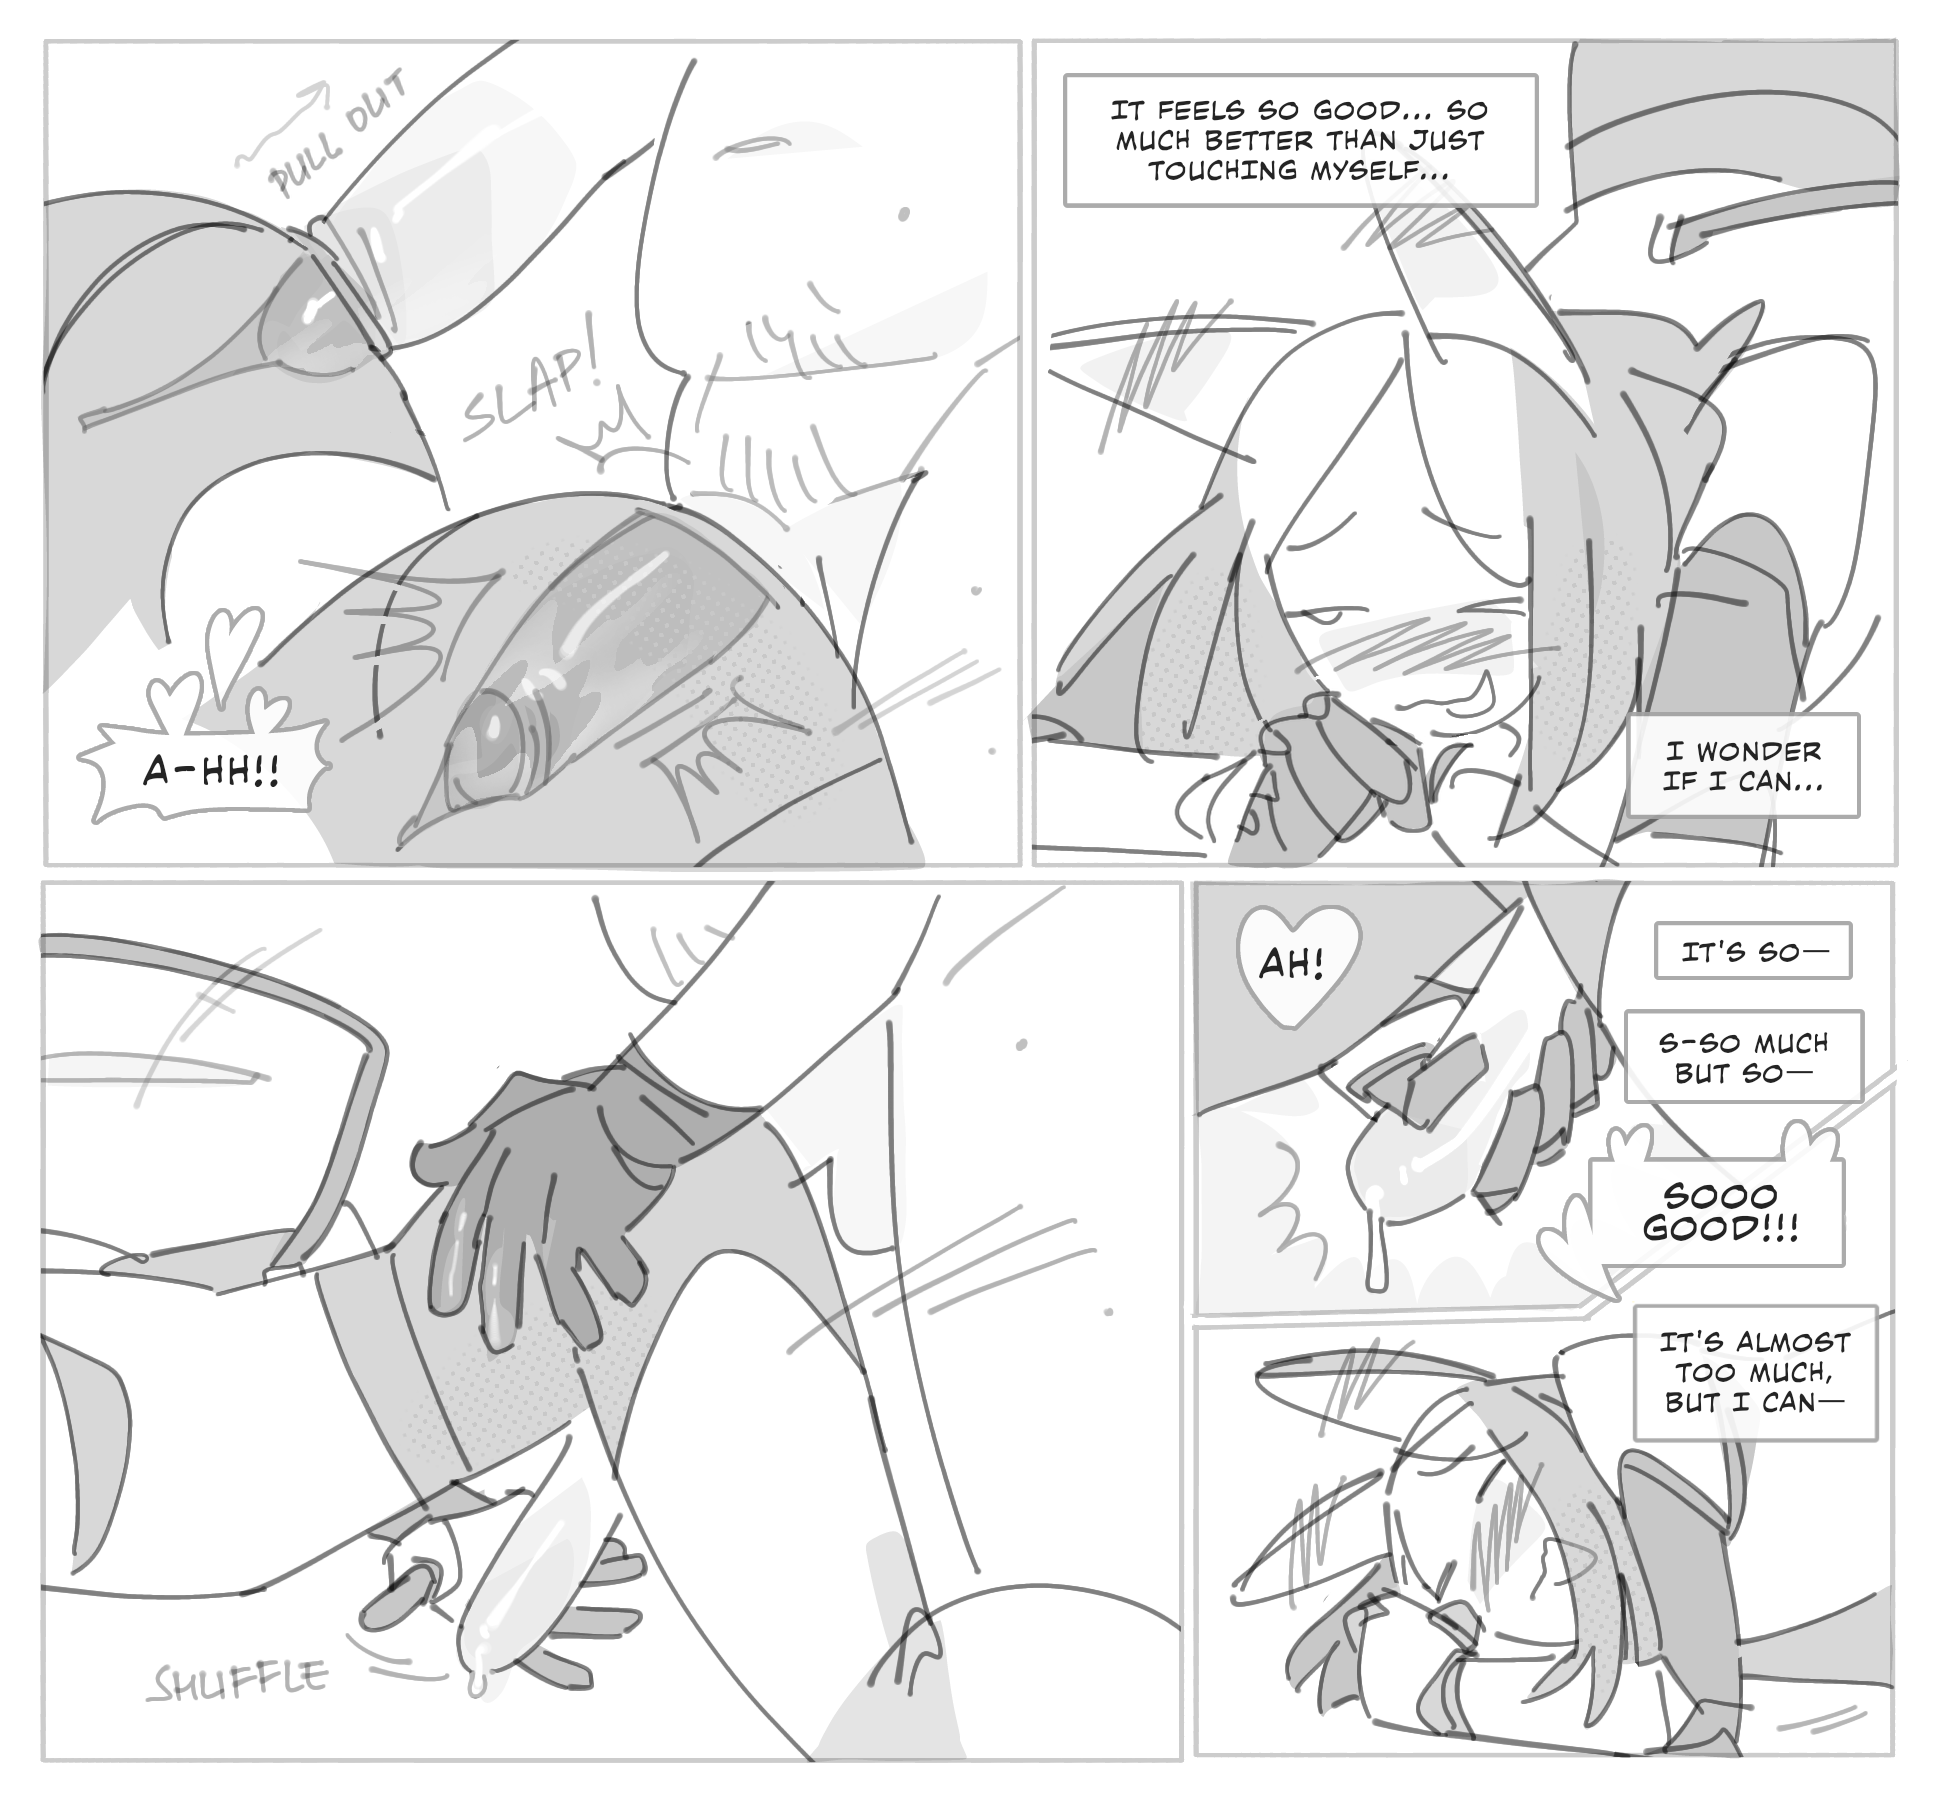 PULL OUT
SLAP!
A-HH!!
IT FEELS SO GOOD... SO
MUCH BETTER THAN JUST
TOUCHING MYSELF...
I WONDER
IF I CAN...
SHUFFLE
AH!
IT'S SO—
S-SO MUCH
BUT SO—
SOOO
GOOD!!!
IT'S ALMOST
TOO MUCH,
BUT I CAN—